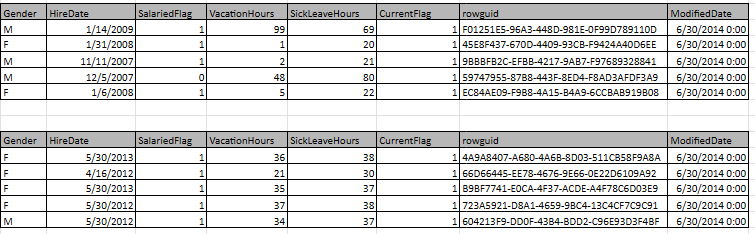 Gender HireDate SalariedFlag VacationHours SickLeaveHours CurrentFlag rowguid ModifiedDate
M 1/14/2009 1 99 69 1 F01251E5-96A3-448D-981E-0F99D789110D 6/30/2014 0:00
F 1/31/2008 1 1 20 1 45E8F437-670D-4409-93CB-F9424A40D6EE 6/30/2014 0:00
M 11/11/2007 1 2 21 1 9BBBFB2C-EFBB-4217-9AB7-F97689328841 6/30/2014 0:00
M 12/5/2007 0 48 80 1 59747955-87B8-443F-8ED4-F8AD3AFDF3A9 6/30/2014 0:00
F 1/6/2008 1 5 22 1 EC84AE09-F9B8-4A15-B4A9-6CCBAB919B08 6/30/2014 0:00
Gender HireDate SalariedFlag VacationHours SickLeaveHours CurrentFlag rowguid ModifiedDate
F 5/30/2013 1 36 38 1 4A9A8407-A680-4A6B-8D03-511CB58F9A8A 6/30/2014 0:00
F 4/16/2012 1 21 30 1 66D66445-EE78-4676-9E66-0E22D6109A92 6/30/2014 0:00
F 5/30/2013 1 35 37 1 B9BF7741-E0CA-4F37-ACDE-A4F78C6D03E9 6/30/2014 0:00
F 5/30/2012 1 37 38 1 723A5921-D8A1-4659-9BC4-13C4CF7C9C91 6/30/2014 0:00
M 5/30/2012 1 34 37 1 604213F9-DD0F-43B4-BDD2-C96E93D3F4BF 6/30/2014 0:00